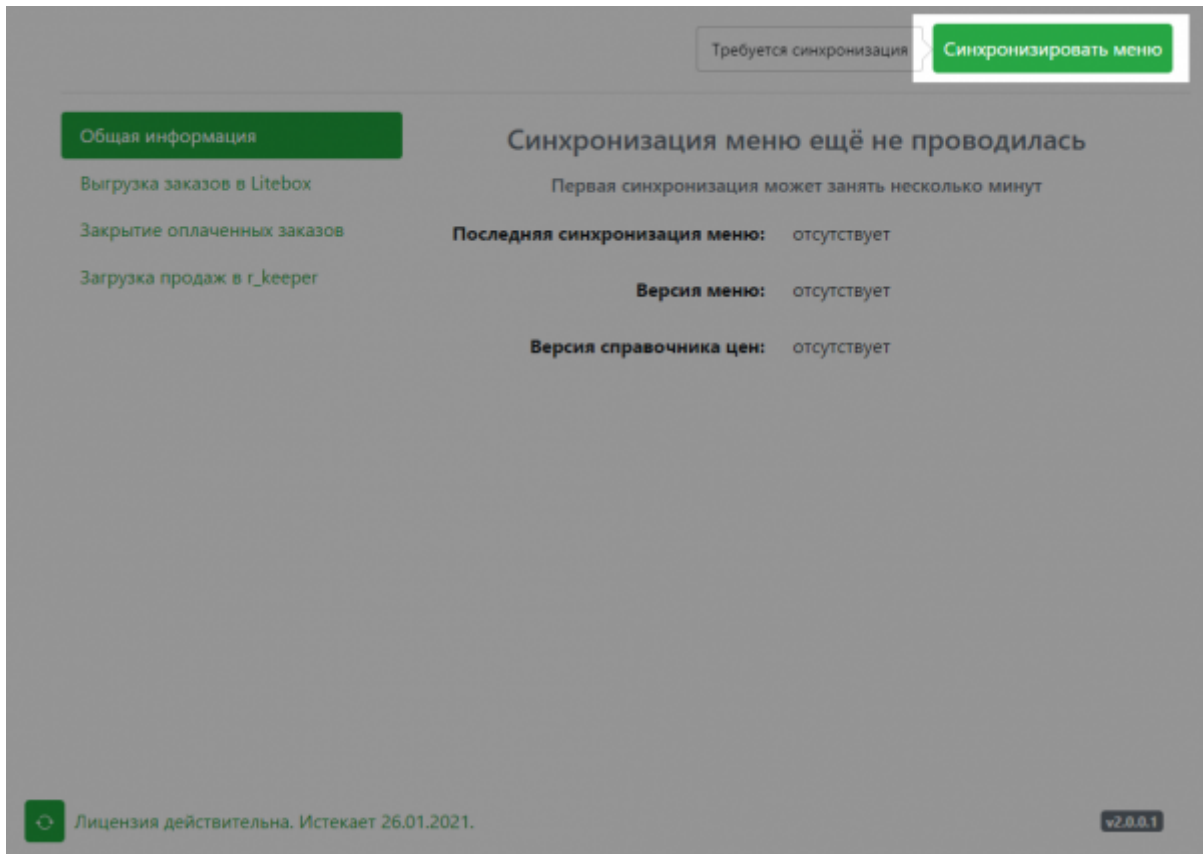 Требуется синхронизация
Синхронизировать меню
Общая информация
Выгрузка заказов в Litebox
Закрытие оплаченных заказов
Загрузка продаж в r_keeper
Синхронизация меню ещё не проводилась
Первая синхронизация может занять несколько минут
Последняя синхронизация меню: отсутствует
Версия меню: отсутствует
Версия справочника цен: отсутствует
Лицензия действительна. Истекает 26.01.2021.
v2.0.0.1